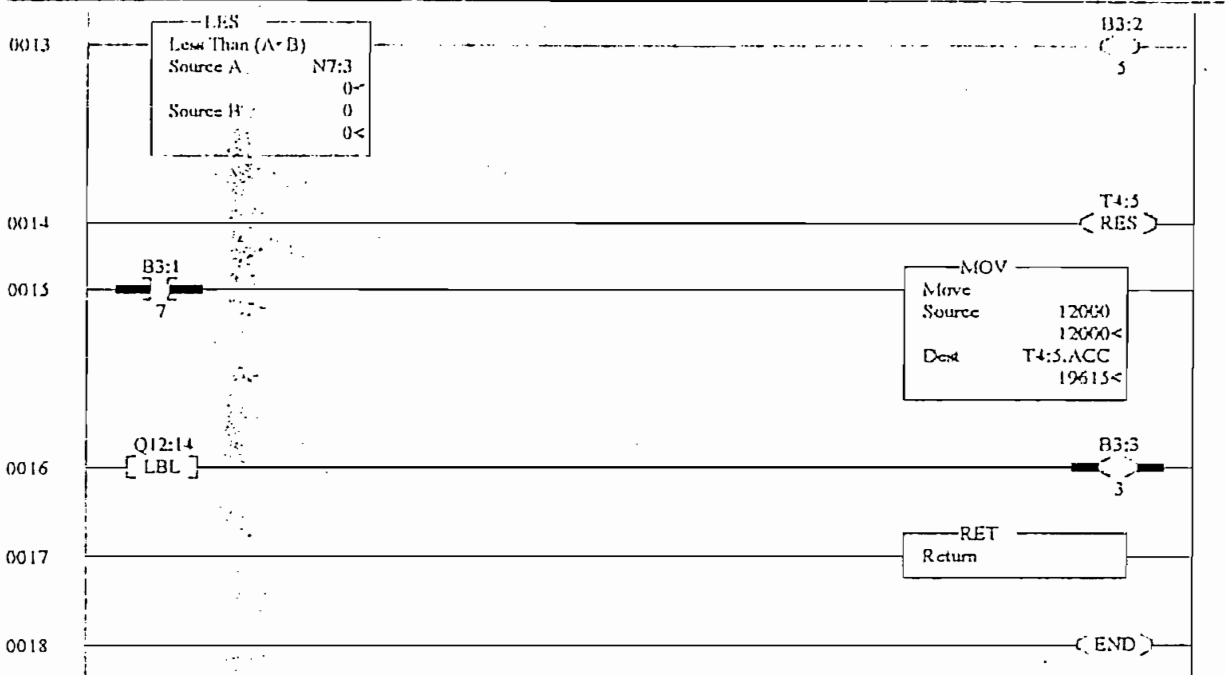 LES
B3:2
0013
Less Than (A<B)
5
Source A N7:3
0<
Source B 0
0<
T4:5
0014
RES
B3:1
MOV
0015
Move
7
Source 12000
12000<
Dest T4:5.ACC
19615<
Q12:14
B3:3
0016
LBL
3
RET
0017
Return
0018
END